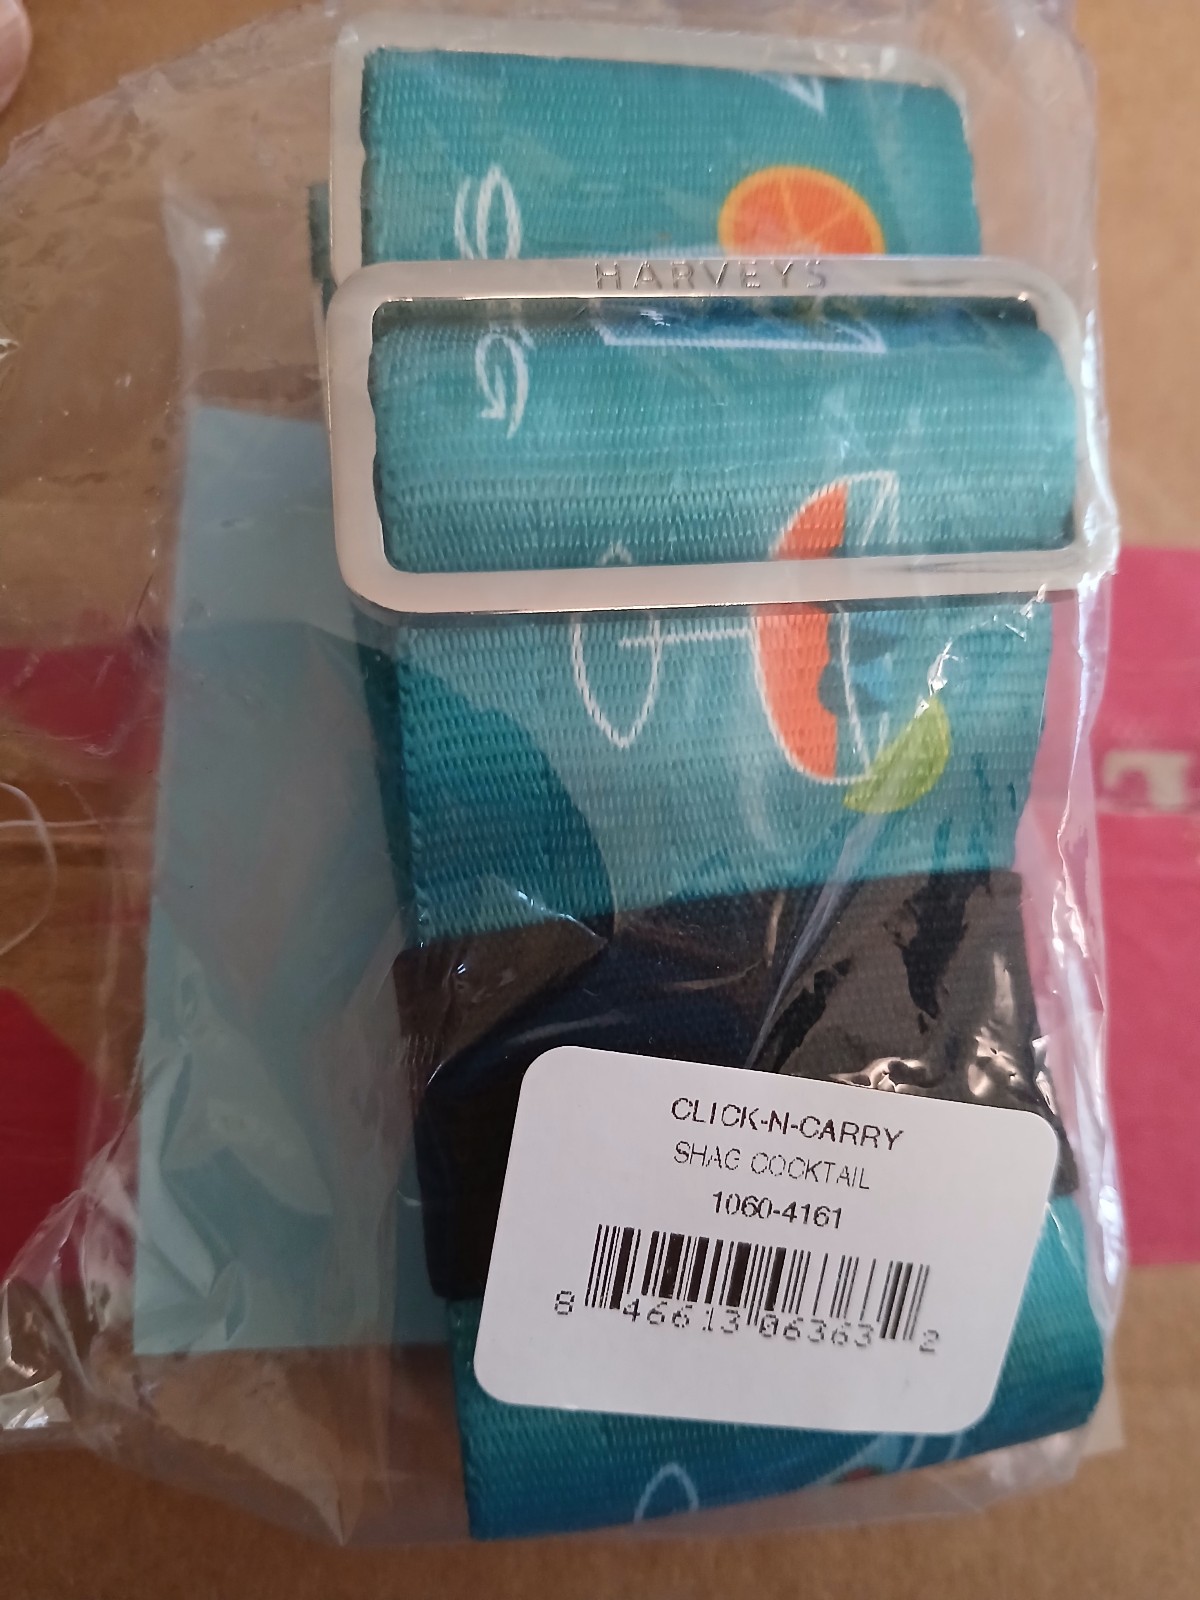 HARVEYS
CLICK-N-CARRY
SHAG COCKTAIL
1060-4161
8 46613 06363 2